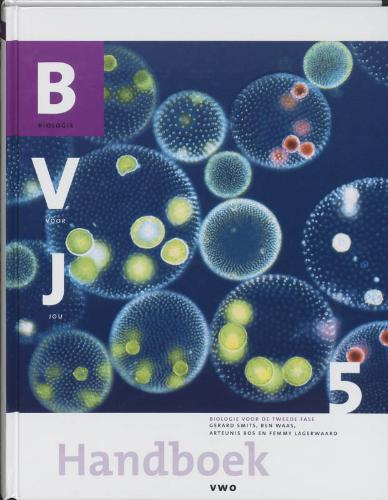 B
BIOLOGIE
V
VOOR
J
JOU
5
BIOLOGIE VOOR DE TWEEDE FASE
GERARD SMITS, BEN WAAS,
ARTEUNIS BOS EN FEMMY LAGERWAARD
Handboek
VWO